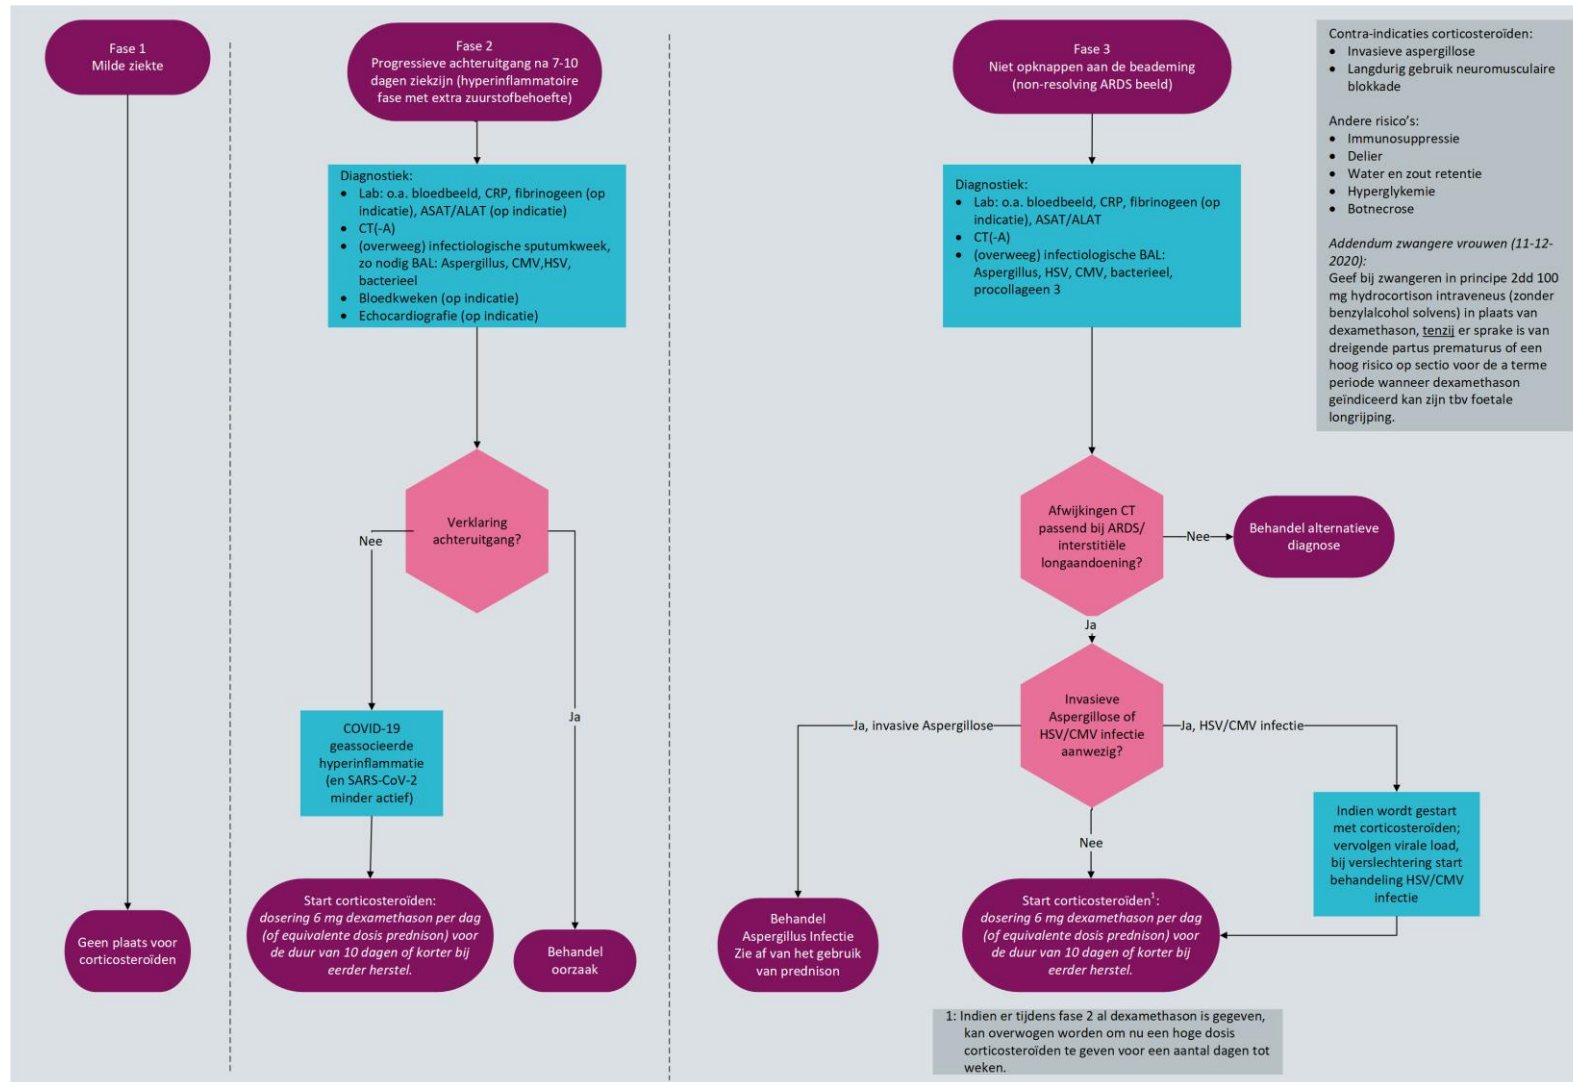 Fase 1
Milde ziekte
Geen plaats voor
corticosteroïden
Fase 2
Progressieve achteruitgang na 7-10
dagen ziekzijn (hyperinflammatoire
fase met extra zuurstofbehoefte)
Diagnostiek:
• Lab: o.a. bloedbeeld, CRP, fibrinogeen (op
indicatie), ASAT/ALAT (op indicatie)
• CT(-A)
• (overweeg) infectiologische sputumkweek,
zo nodig BAL: Aspergillus, CMV,HSV,
bacterieel
• Bloedkweken (op indicatie)
• Echocardiografie (op indicatie)
Verklaring
achteruitgang?
Nee
Ja
COVID-19
geassocieerde
hyperinflammatie
(en SARS-CoV-2
minder actief)
Start corticosteroïden:
dosering 6 mg dexamethason per dag
(of equivalente dosis prednison) voor
de duur van 10 dagen of korter bij
eerder herstel.
Behandel
oorzaak
Fase 3
Niet opknappen aan de beademing
(non-resolving ARDS beeld)
Diagnostiek:
• Lab: o.a. bloedbeeld, CRP, fibrinogeen (op
indicatie), ASAT/ALAT
• CT(-A)
• (overweeg) infectiologische BAL:
Aspergillus, HSV, CMV, bacterieel,
procollageen 3
Afwijkingen CT
passend bij ARDS/
interstitiële
longaandoening?
Nee
Behandel alternatieve
diagnose
Ja
Invasieve
Aspergillose of
HSV/CMV infectie
aanwezig?
Ja, invasive Aspergillose
Ja, HSV/CMV infectie
Nee
Indien wordt gestart
met corticosteroïden;
vervolgen virale load,
bij verslechtering start
behandeling HSV/CMV
infectie
Behandel
Aspergillus Infectie
Zie af van het gebruik
van prednison
Start corticosteroïden¹:
dosering 6 mg dexamethason per dag
(of equivalente dosis prednison) voor
de duur van 10 dagen of korter bij
eerder herstel.
1: Indien er tijdens fase 2 al dexamethason is gegeven,
kan overwogen worden om nu een hoge dosis
corticosteroïden te geven voor een aantal dagen tot
weken.
Contra-indicaties corticosteroïden:
• Invasieve aspergillose
• Langdurig gebruik neuromusculaire
blokkade
Andere risico's:
• Immunosuppressie
• Delier
• Water en zout retentie
• Hyperglykemie
• Botnecrose
Addendum zwangere vrouwen (11-12-
2020):
Geef bij zwangeren in principe 2dd 100
mg hydrocortison intraveneus (zonder
benzylalcohol solvens) in plaats van
dexamethason, tenzij er sprake is van
dreigende partus prematurus of een
hoog risico op sectio voor de a terme
periode wanneer dexamethason
geïndiceerd kan zijn tbv foetale
longrijping.